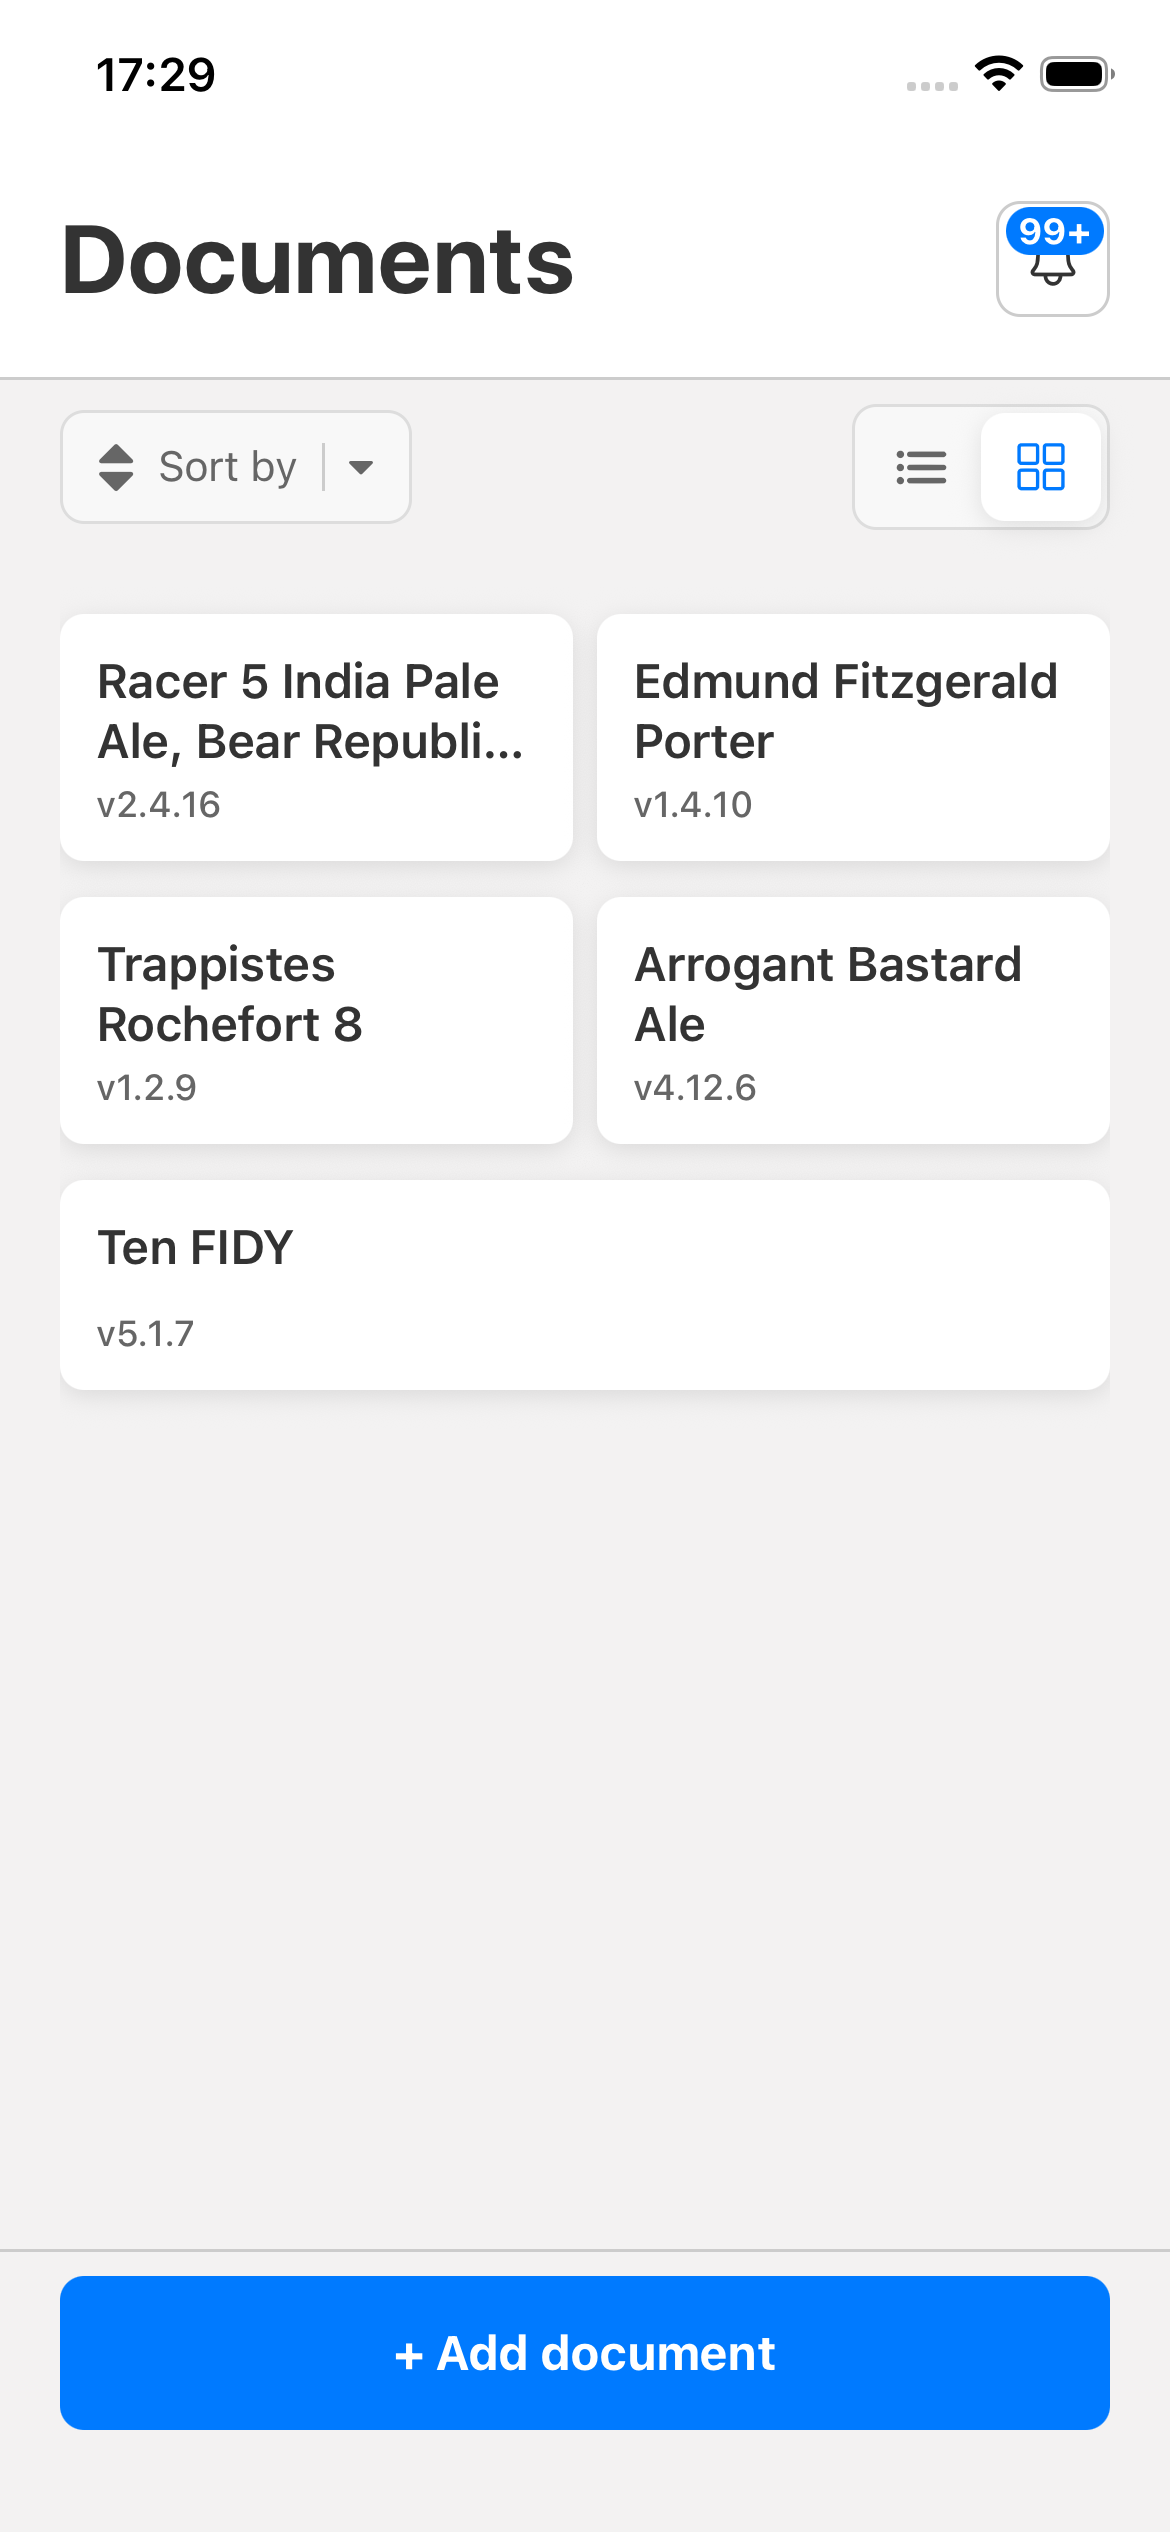 17:29
Documents
99+
Sort by
Racer 5 India Pale
Ale, Bear Republi...
v2.4.16
Edmund Fitzgerald
Porter
v1.4.10
Trappistes
Rochefort 8
v1.2.9
Arrogant Bastard
Ale
v4.12.6
Ten FIDY
v5.1.7
+ Add document